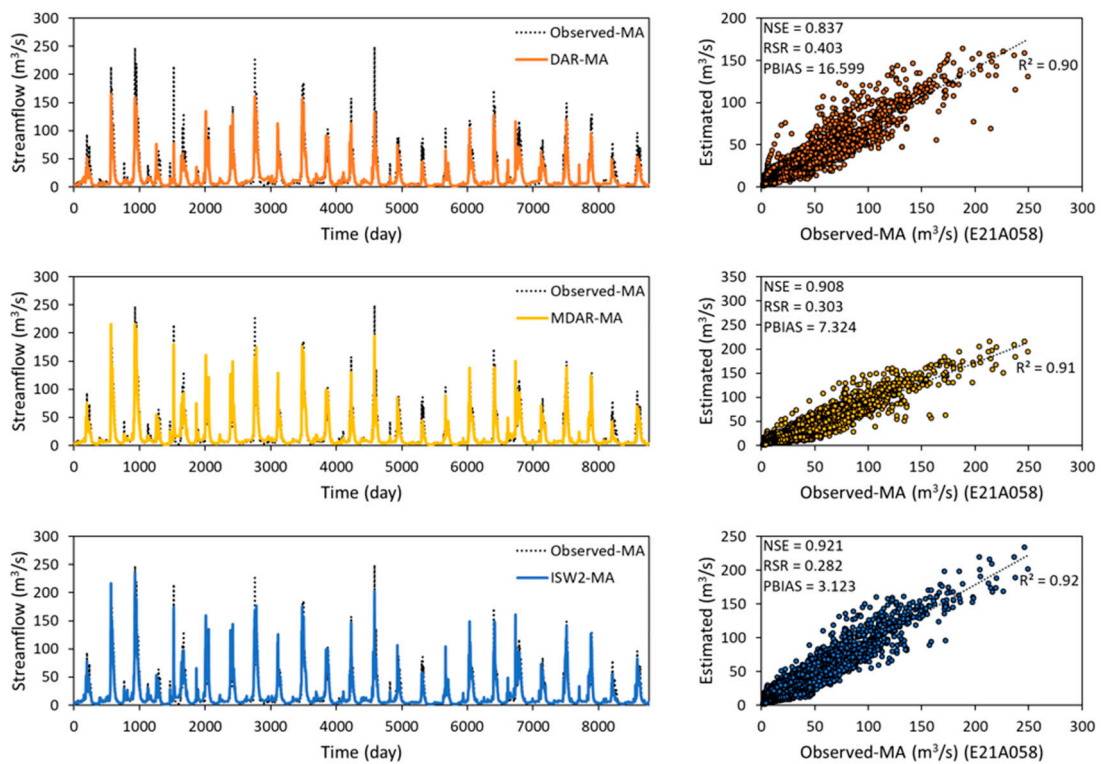 300
250
200
150
100
50
0
Streamflow (m³/s)
Observed-MA
DAR-MA
0 1000 2000 3000 4000 5000 6000 7000 8000
Time (day)
200
150
100
50
0
Estimated (m³/s)
NSE = 0.837
RSR = 0.403
PBIAS = 16.599
R² = 0.90
0 50 100 150 200 250 300
Observed-MA (m³/s) (E21A058)
300
250
200
150
100
50
0
Streamflow (m³/s)
Observed-MA
MDAR-MA
0 1000 2000 3000 4000 5000 6000 7000 8000
Time (day)
350
300
250
200
150
100
50
0
Estimated (m³/s)
NSE = 0.908
RSR = 0.303
PBIAS = 7.324
R² = 0.91
0 50 100 150 200 250 300
Observed-MA (m³/s) (E21A058)
300
250
200
150
100
50
0
Streamflow (m³/s)
Observed-MA
ISW2-MA
0 1000 2000 3000 4000 5000 6000 7000 8000
Time (day)
250
200
150
100
50
0
Estimated (m³/s)
NSE = 0.921
RSR = 0.282
PBIAS = 3.123
R² = 0.92
0 50 100 150 200 250 300
Observed-MA (m³/s) (E21A058)